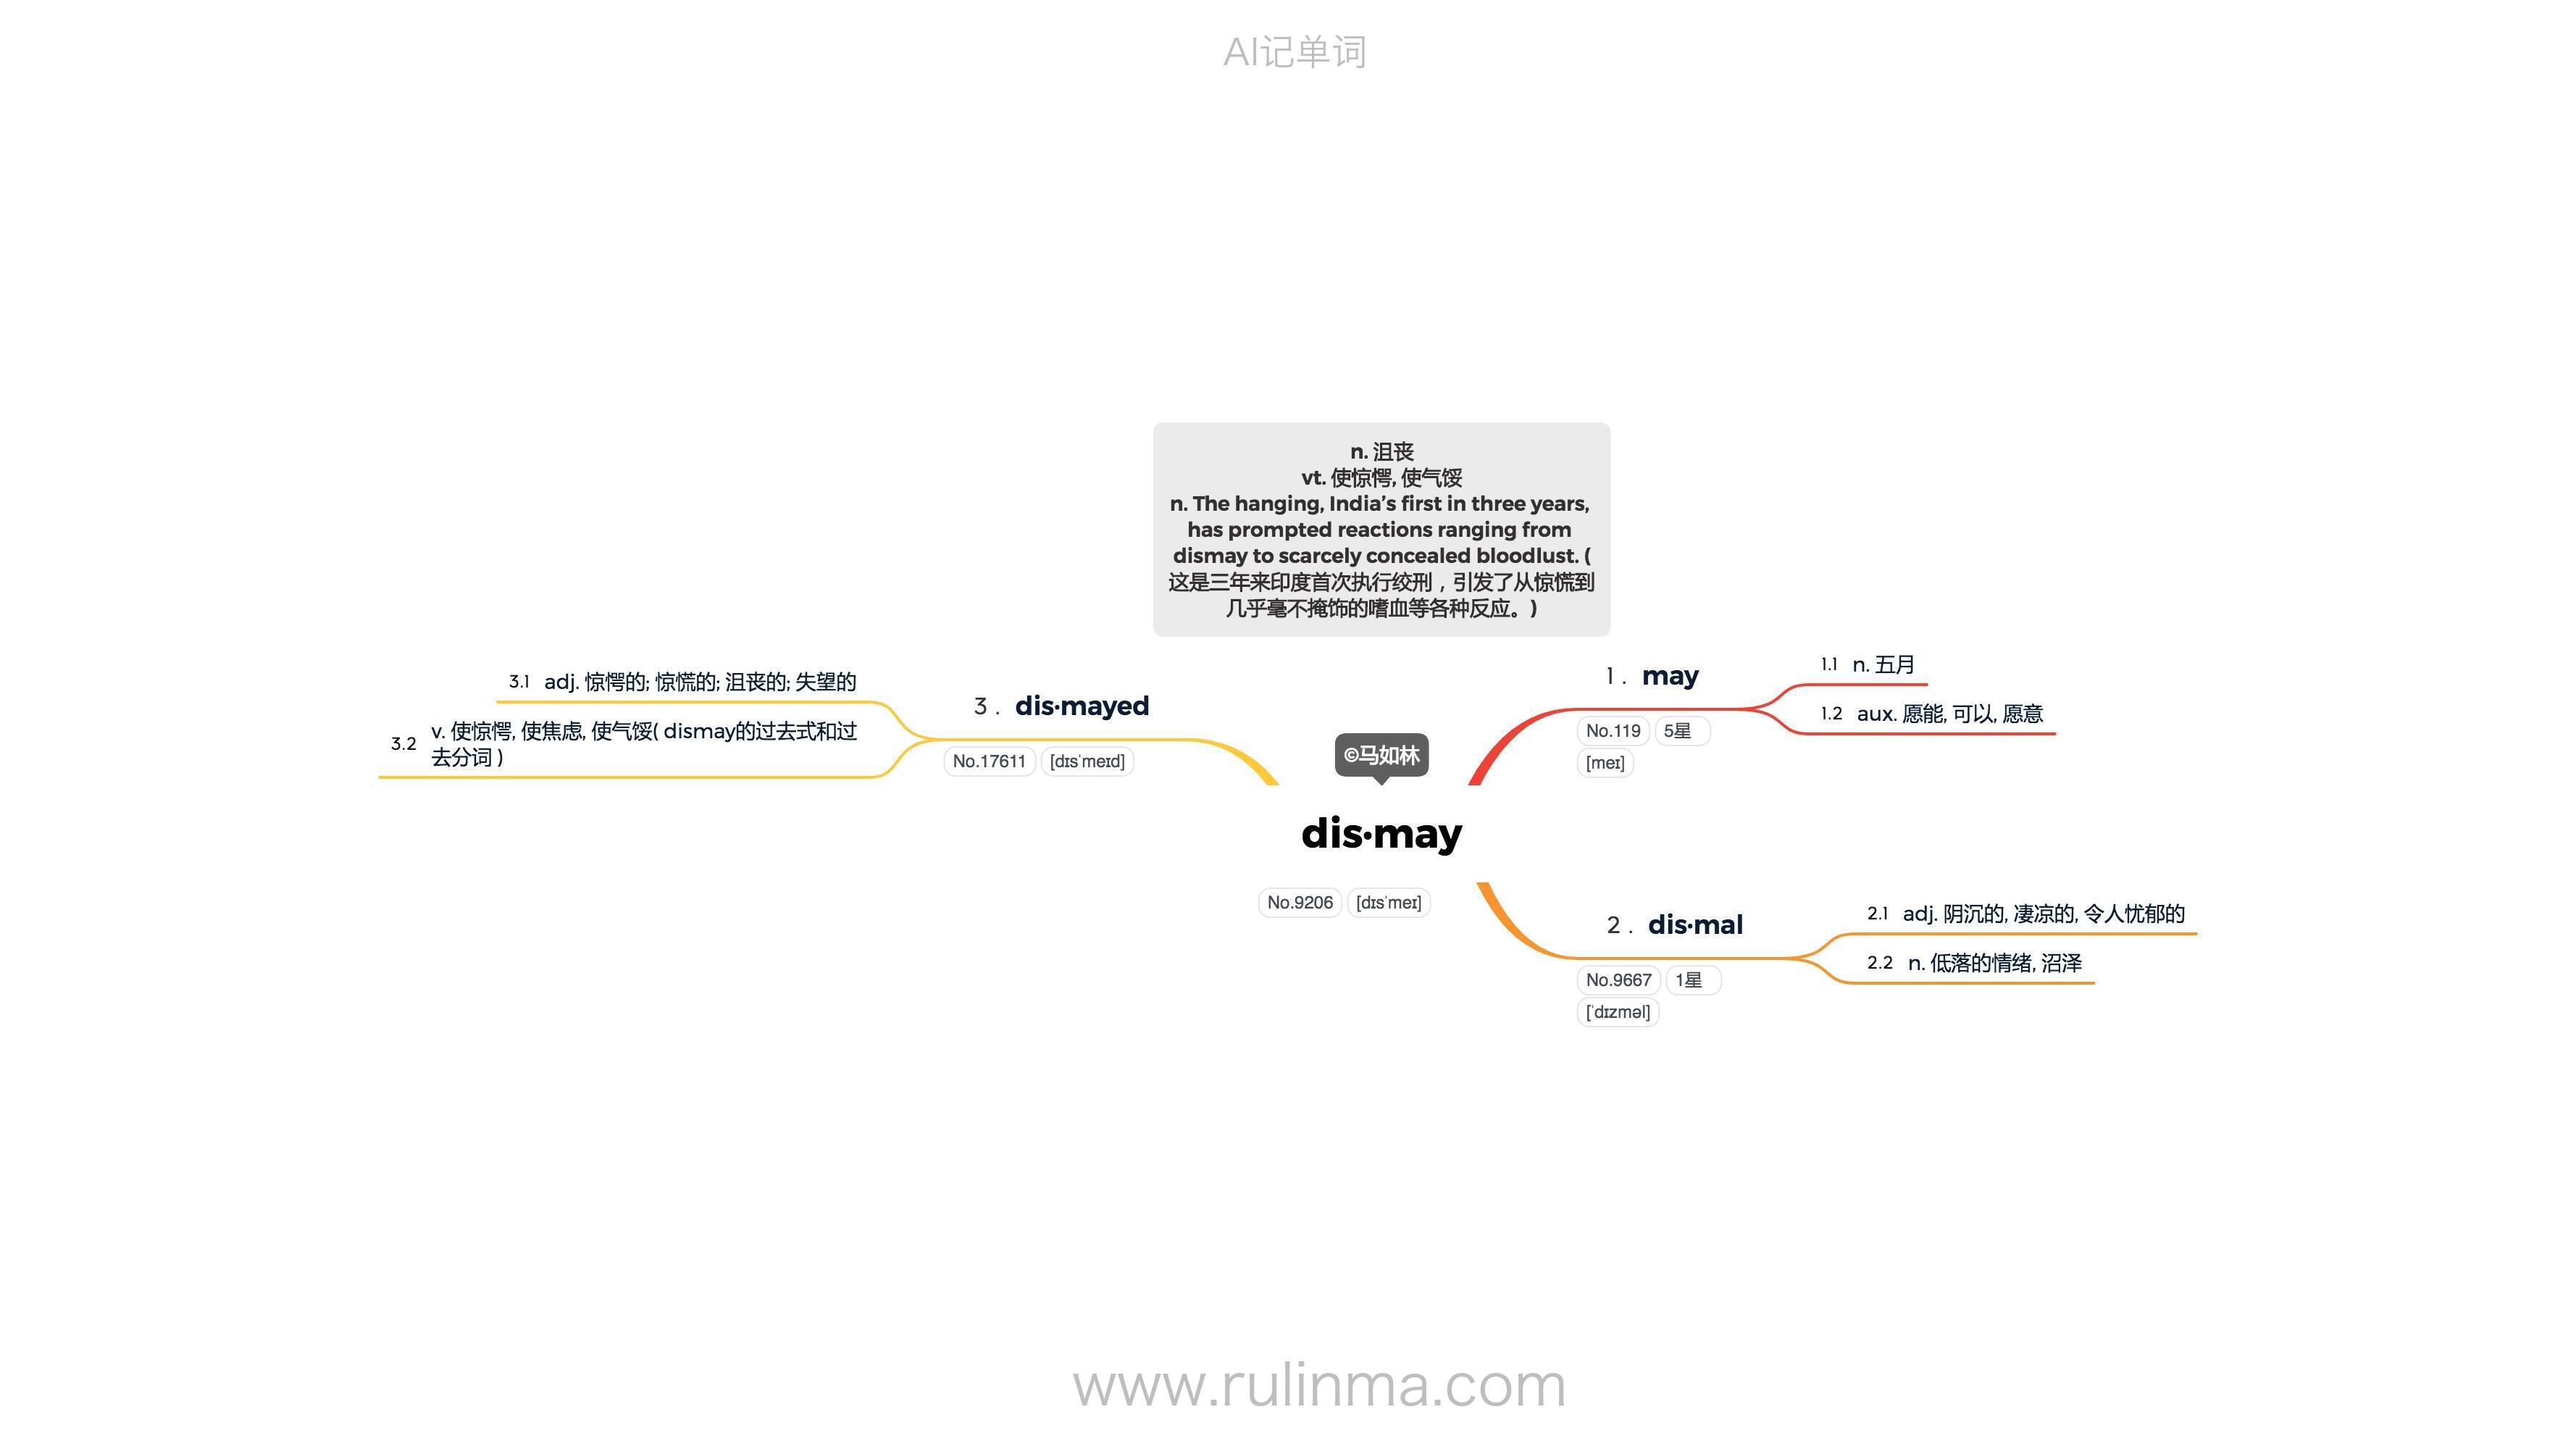 AI记单词
n. 沮丧
vt. 使惊愕, 使气馁
n. The hanging, India’s first in three years,
has prompted reactions ranging from
dismay to scarcely concealed bloodlust. (
这是三年来印度首次执行绞刑，引发了从惊慌到
几乎毫不掩饰的嗜血等各种反应。)
©马如林
dis·may
No.9206 [dɪsˈmeɪ]
1. may
No.119 5星
[meɪ]
1.1 n. 五月
1.2 aux. 愿能, 可以, 愿意
2. dis·mal
No.9667 1星
[ˈdɪzməl]
2.1 adj. 阴沉的, 凄凉的, 令人忧郁的
2.2 n. 低落的情绪, 沼泽
3. dis·mayed
No.17611 [dɪsˈmeɪd]
3.1 adj. 惊愕的; 惊慌的; 沮丧的; 失望的
3.2 v. 使惊愕, 使焦虑, 使气馁( dismay的过去式和过
去分词 )
www.rulinma.com